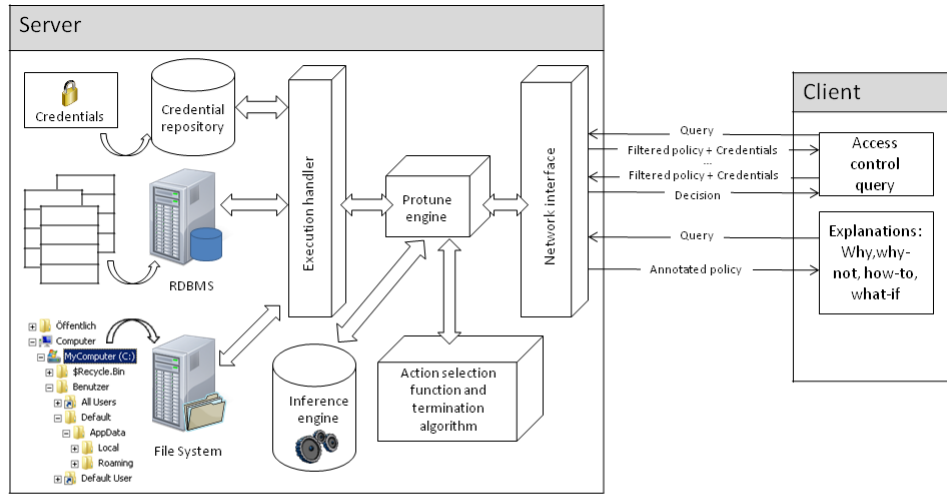 Server
Credentials
Credential
repository
RDBMS
Öffentlich
Computer
MyComputer (C:)
$Recycle.Bin
Benutzer
All Users
Default
AppData
Local
Roaming
Default User
File System
Execution handler
Protune
engine
Inference
engine
Action selection
function and
termination
algorithm
Network interface
Query
Filtered policy + Credentials
...
Filtered policy + Credentials
Decision
Query
Annotated policy
Client
Access
control
query
Explanations:
Why,why-
not, how-to,
what-if